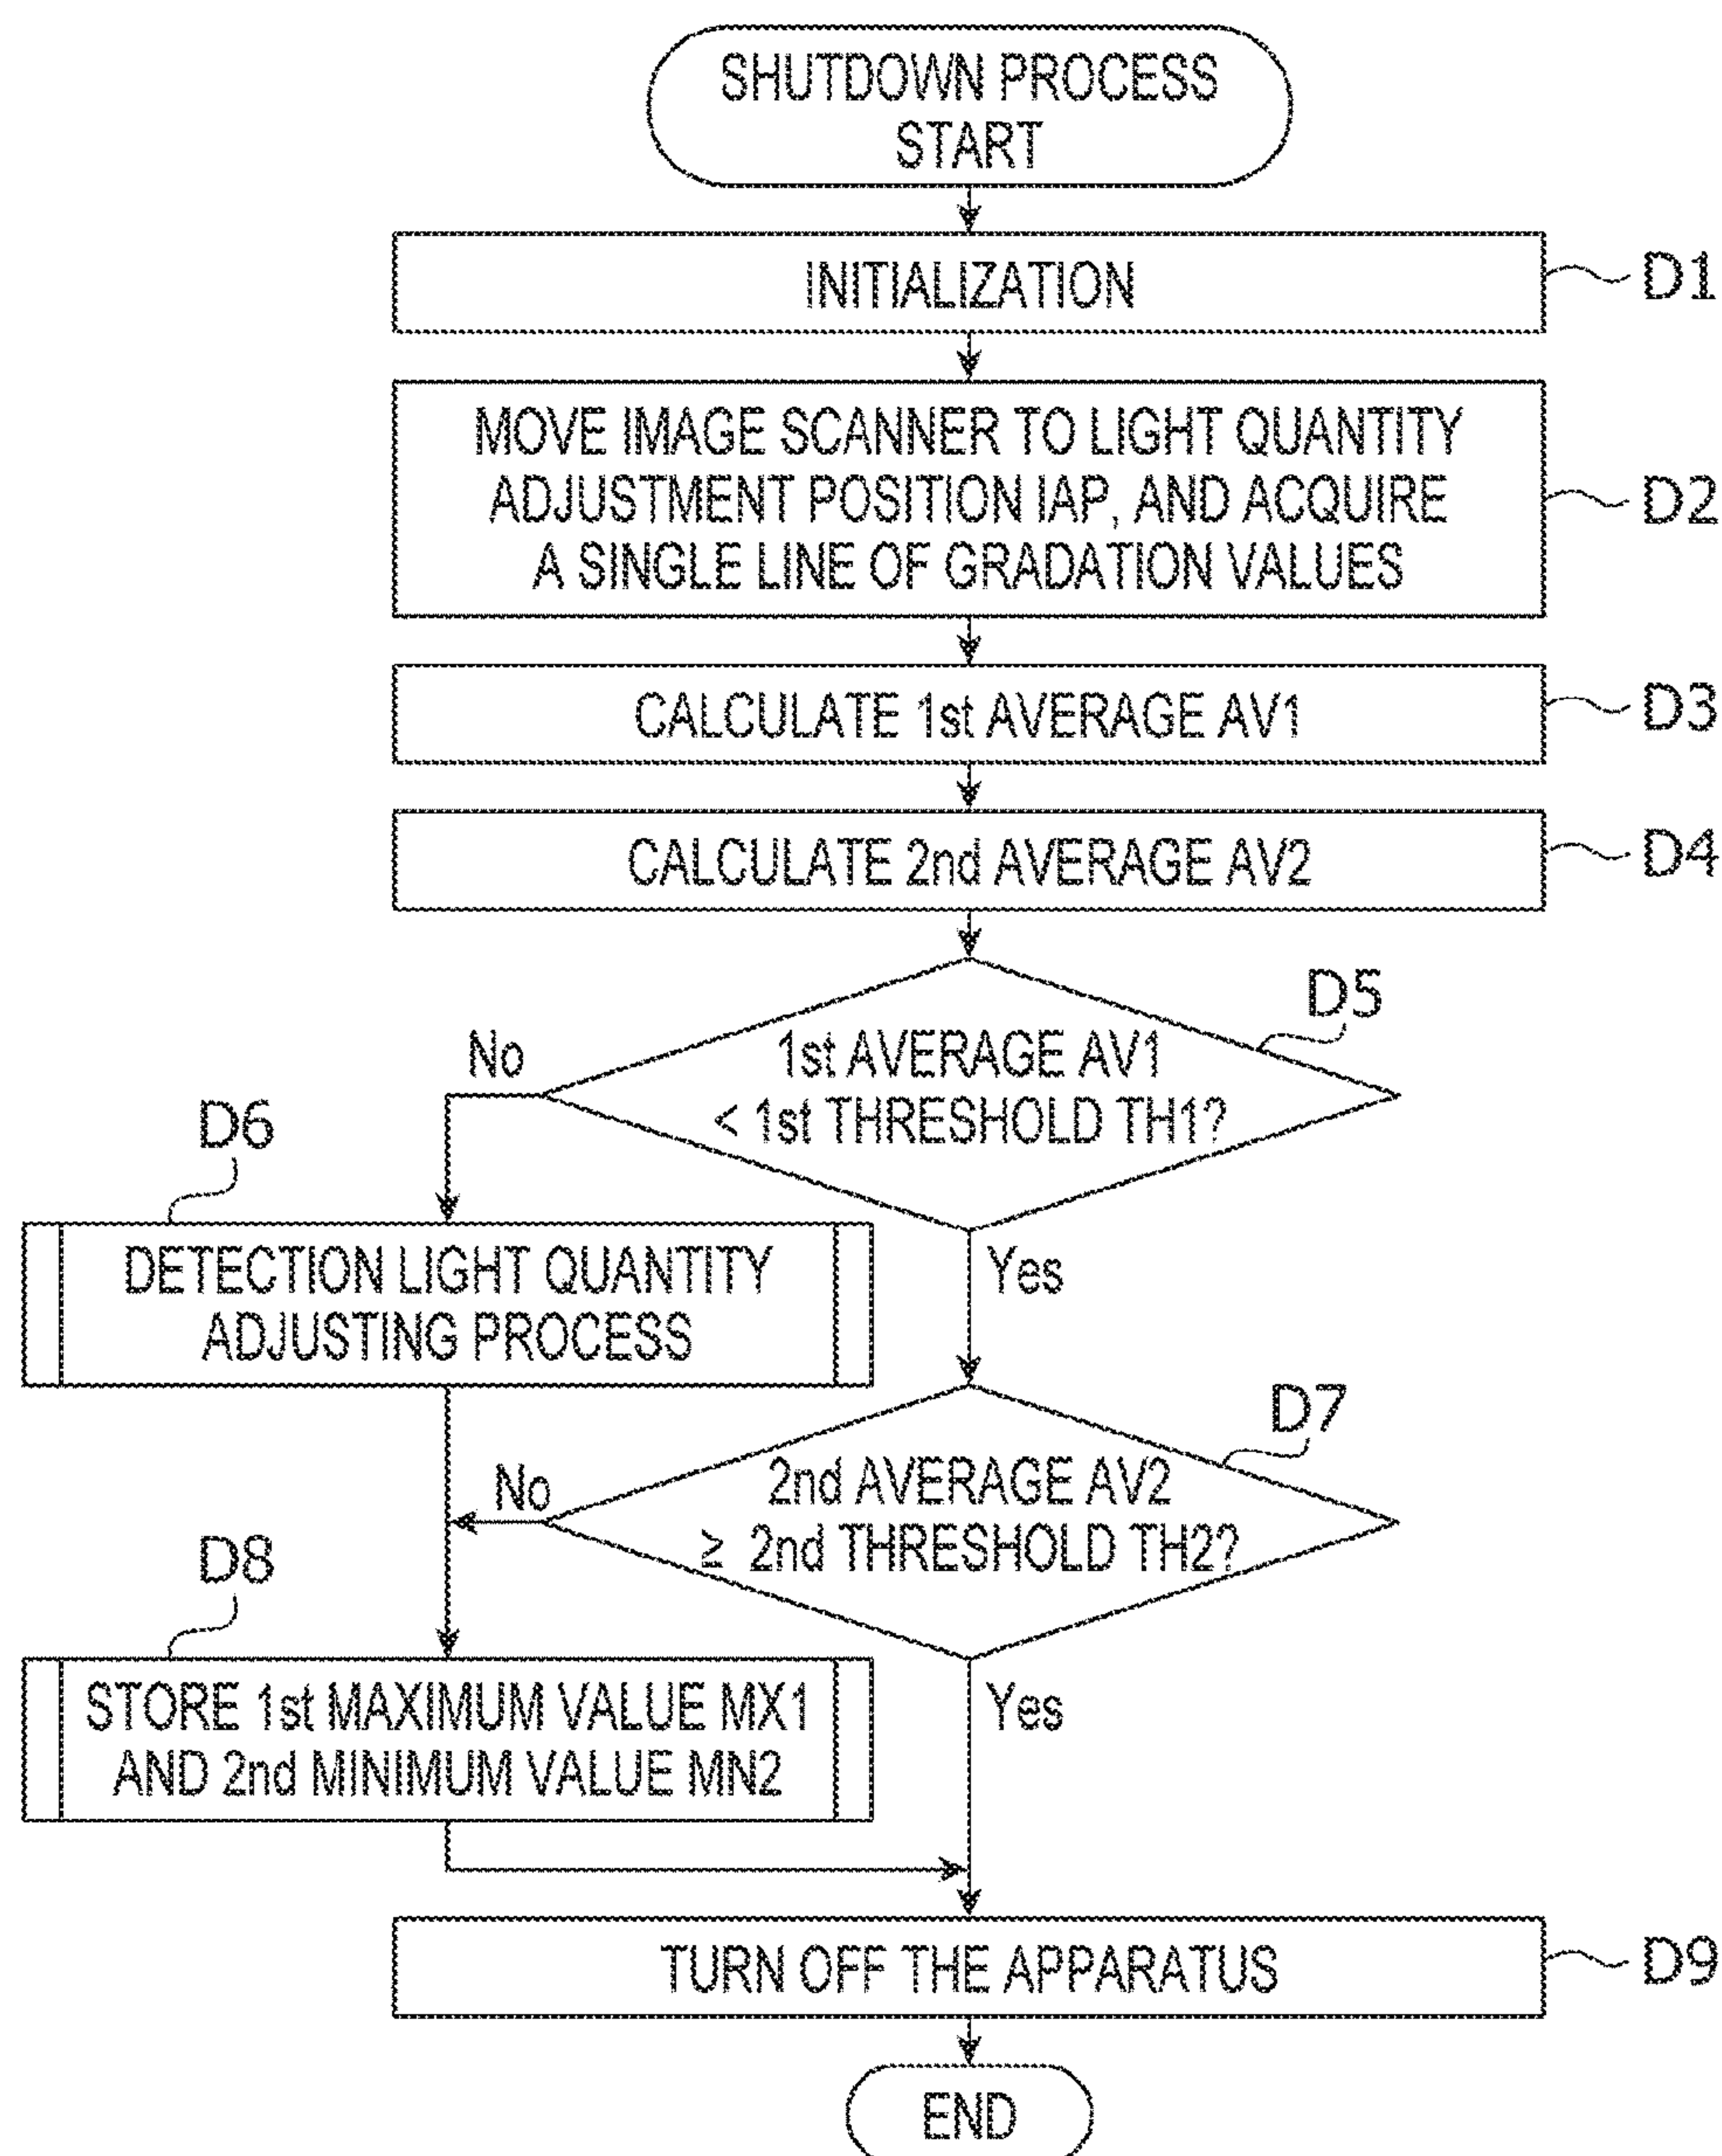 SHUTDOWN PROCESS
START
INITIALIZATION
D1
MOVE IMAGE SCANNER TO LIGHT QUANTITY
ADJUSTMENT POSITION IAP, AND ACQUIRE
A SINGLE LINE OF GRADATION VALUES
D2
CALCULATE 1st AVERAGE AV1
D3
CALCULATE 2nd AVERAGE AV2
D4
D5
1st AVERAGE AV1
< 1st THRESHOLD TH1?
No
Yes
D6
DETECTION LIGHT QUANTITY
ADJUSTING PROCESS
D7
2nd AVERAGE AV2
≥ 2nd THRESHOLD TH2?
No
Yes
D8
STORE 1st MAXIMUM VALUE MX1
AND 2nd MINIMUM VALUE MN2
TURN OFF THE APPARATUS
D9
END